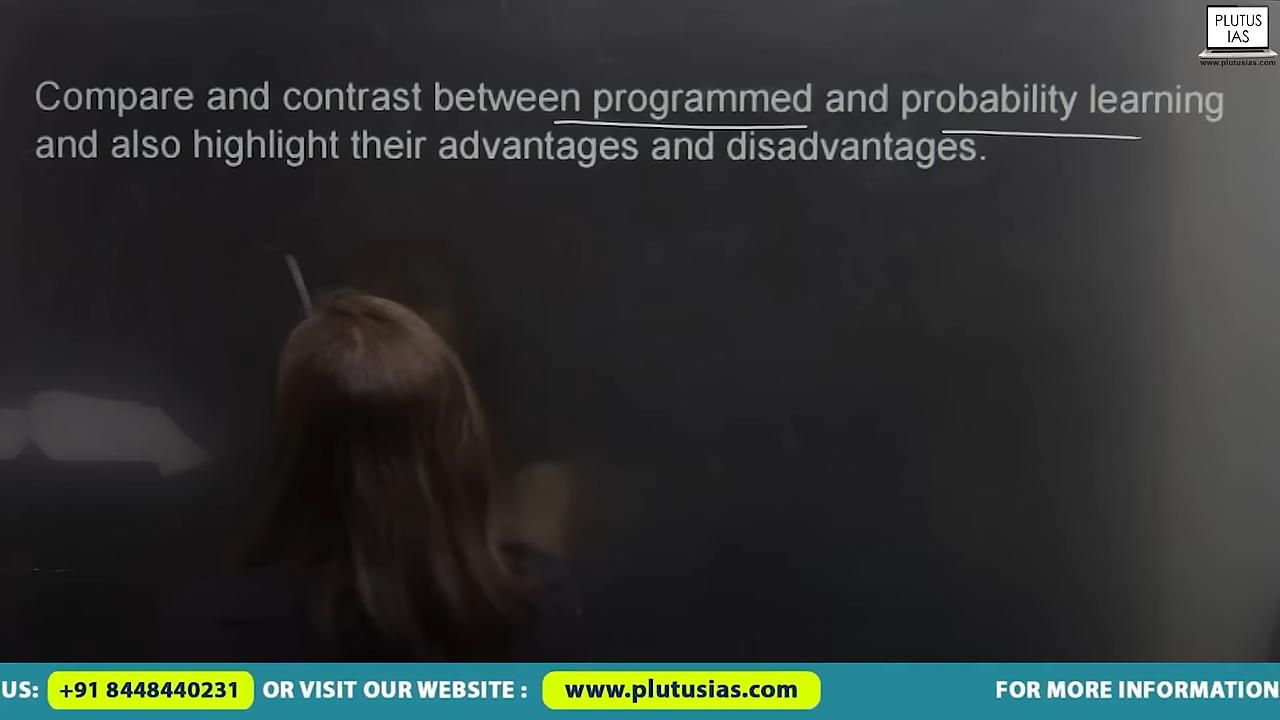 PLUTUS
IAS
www.plutusias.com
Compare and contrast between programmed and probability learning
and also highlight their advantages and disadvantages.
US: +91 8448440231 OR VISIT OUR WEBSITE : www.plutusias.com FOR MORE INFORMATION